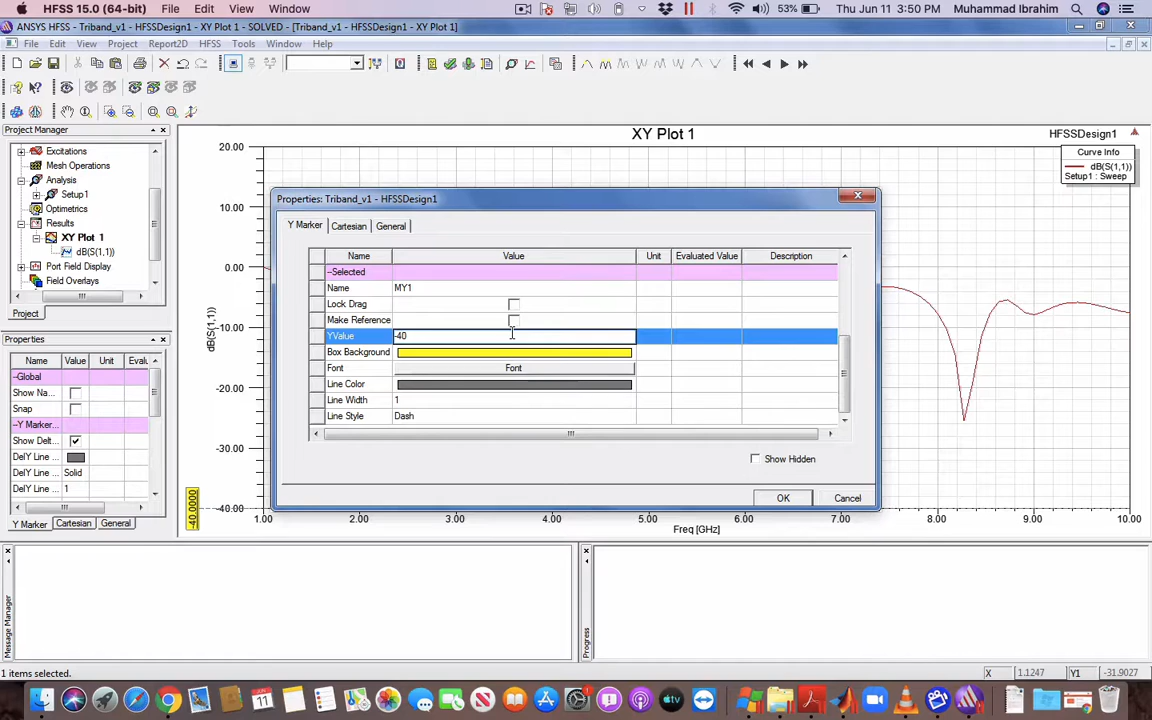 HFSS 15.0 (64-bit) File Edit View Window 53% Thu Jun 11 3:50 PM Muhammad Ibrahim
ANSYS HFSS - Triband_v1 - HFSSDesign1 - XY Plot 1 - SOLVED - [Triband_v1 - HFSSDesign1 - XY Plot 1]
File Edit View Project Report2D HFSS Tools Window Help
Project Manager
Excitations
Mesh Operations
Analysis
Setup1
Optimetrics
Results
XY Plot 1
dB(S(1,1))
Port Field Display
Field Overlays
Project
Properties
Name Value Unit Evalu
--Global
Show Na...
Snap
--Y Marker...
Show Delt...
DelY Line ...
DelY Line ... Solid
DelY Line ... 1
Y Marker Cartesian General
XY Plot 1
HFSSDesign1
Curve Info
dB(S(1,1))
Setup1 : Sweep
dB(S(1,1))
20.00
10.00
0.00
-10.00
-20.00
-30.00
-40.00
-40.0000
1.00 2.00 3.00 4.00 5.00 6.00 7.00 8.00 9.00 10.00
Freq [GHz]
Properties: Triband_v1 - HFSSDesign1
Y Marker Cartesian General
Name Value Unit Evaluated Value Description
--Selected
Name MY1
Lock Drag
Make Reference
YValue -40
Box Background
Font Font
Line Color
Line Width 1
Line Style Dash
Show Hidden
OK Cancel
Message Manager
Progress
1 items selected.
X 1.1247 Y1 -31.9027